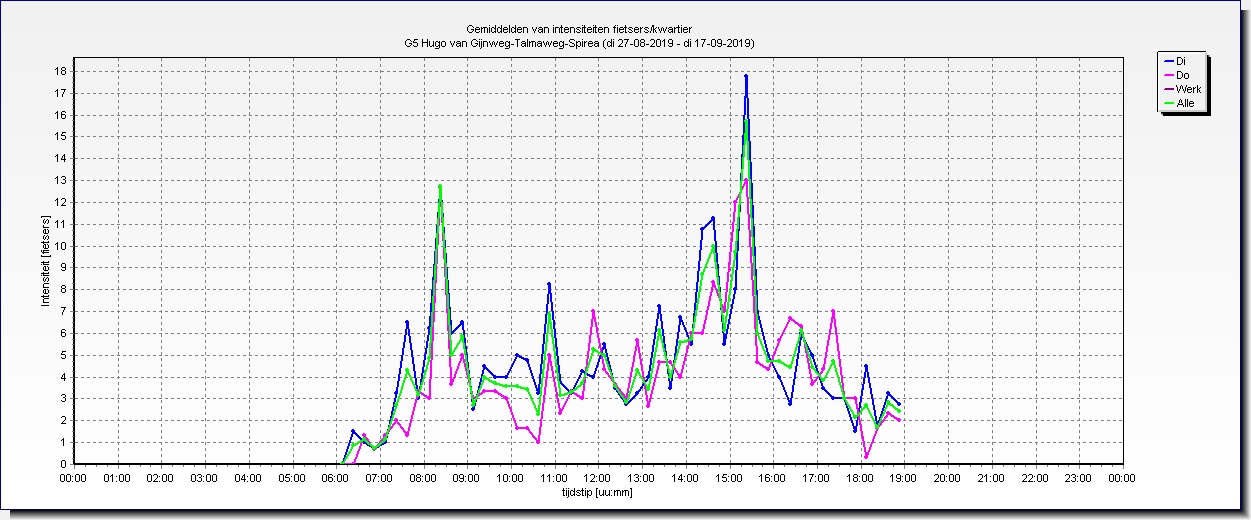 Gemiddelden van intensiteiten fietsers/kwartier
G5 Hugo van Gijnweg-Talmaweg-Spirea (di 27-08-2019 - di 17-09-2019)
Di
Do
Werk
Alle
Intensiteit [fietsers]
18
17
16
15
14
13
12
11
10
9
8
7
6
5
4
3
2
1
0
00:00 01:00 02:00 03:00 04:00 05:00 06:00 07:00 08:00 09:00 10:00 11:00 12:00 13:00 14:00 15:00 16:00 17:00 18:00 19:00 20:00 21:00 22:00 23:00 00:00
tijdstip [uu:mm]